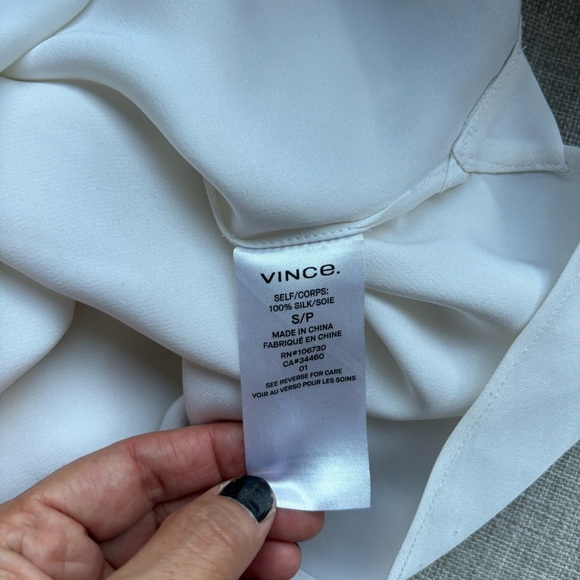 VINCe.
SELF/CORPS:
100% SILK/SOIE
S/P
MADE IN CHINA
FABRIQUÉ EN CHINE
RN#106730
CA#34460
01
SEE REVERSE FOR CARE
VOIR AU VERSO POUR LES SOINS